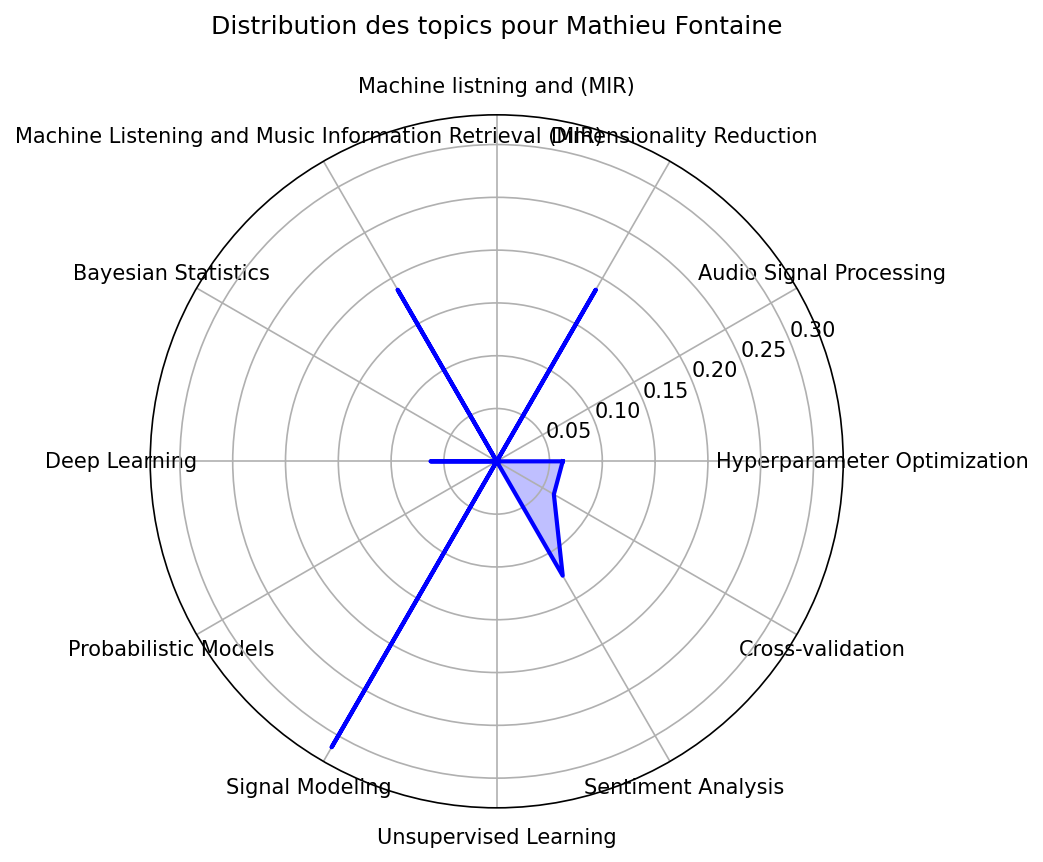 Distribution des topics pour Mathieu Fontaine
Machine listning and (MIR)
Machine Listening and Music Information Retrieval (MIR)
Dimensionality Reduction
Bayesian Statistics
Audio Signal Processing
0.30
0.25
0.20
0.15
0.10
0.05
Deep Learning
Hyperparameter Optimization
Probabilistic Models
Cross-validation
Signal Modeling
Sentiment Analysis
Unsupervised Learning